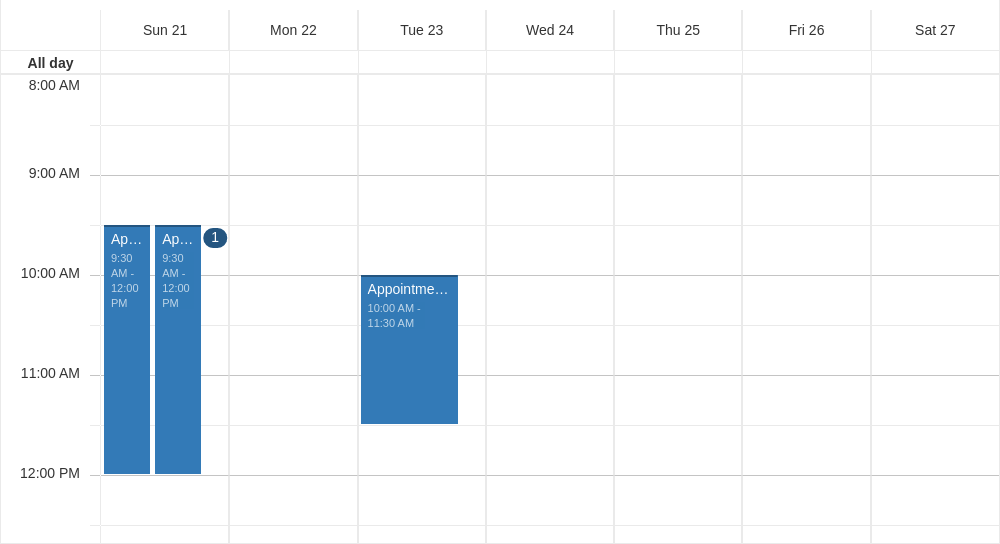 Sun 21 Mon 22 Tue 23 Wed 24 Thu 25 Fri 26 Sat 27
All day
8:00 AM
9:00 AM
Ap…
9:30
AM -
12:00
PM
Ap…
9:30
AM -
12:00
PM
1
10:00 AM
Appointme…
10:00 AM -
11:30 AM
11:00 AM
12:00 PM